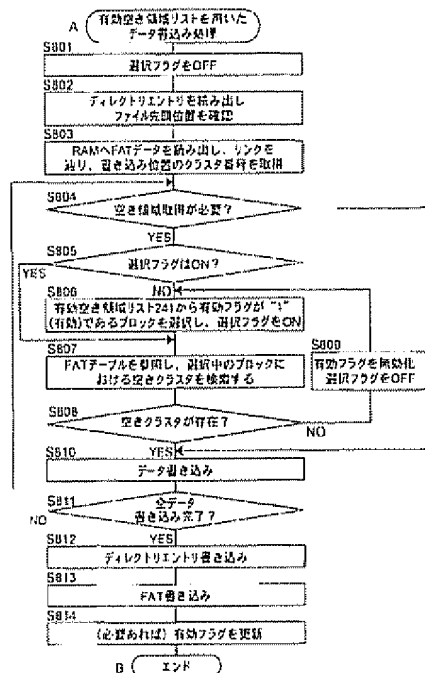 A
有効空き領域リストを用いた
データ書込み処理
S801
選択フラグをOFF
S802
ディレクトリエントリを読み出し
ファイル先頭位置を確認
S803
RAMへFATデータを読み出し、リンクを
辿り、書き込み位置のクラスタ番号を取得
S804
空き領域取得が必要?
YES
S805
選択フラグはON?
YES
NO
S806
有効空き領域リスト241から有効フラグが "1"
(有効)であるブロックを選択し、選択フラグをON
S807
FATテーブルを参照し、選択中のブロックに
おける空きクラスタを検索する
S809
有効フラグを無効化
選択フラグをOFF
S808
空きクラスタが存在?
NO
YES
S810
データ書き込み
S811
全データ
書き込み完了?
NO
YES
S812
ディレクトリエントリ書き込み
S813
FAT書き込み
S814
(必要あれば) 有効フラグを更新
B
エンド